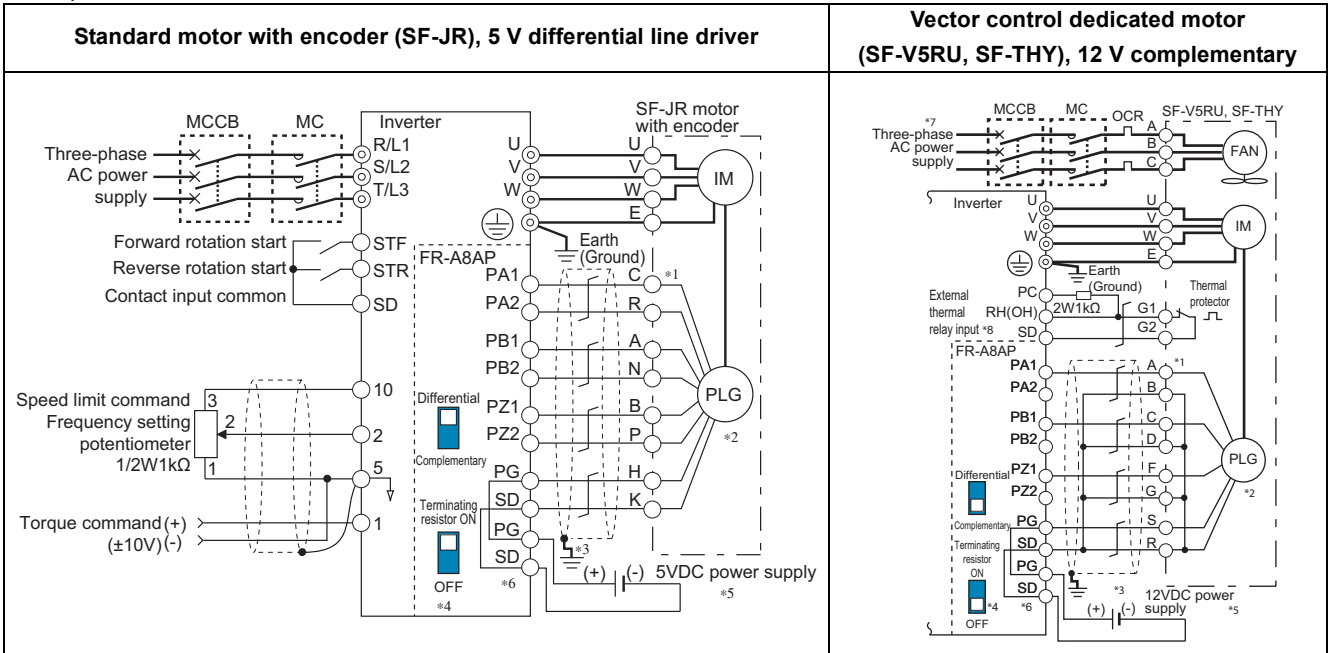 Standard motor with encoder (SF-JR), 5 V differential line driver
Vector control dedicated motor
(SF-V5RU, SF-THY), 12 V complementary
MCCB
MC
Inverter
SF-JR motor
with encoder
Three-phase
AC power
supply
R/L1
S/L2
T/L3
U
V
W
U
V
W
E
IM
Forward rotation start
Reverse rotation start
Contact input common
STF
STR
SD
Earth
(Ground)
FR-A8AP
PA1
PA2
PB1
PB2
PZ1
PZ2
PG
SD
PG
SD
C
*1
R
A
N
B
P
H
K
PLG
*2
Differential
Complementary
Terminating
resistor ON
OFF
*4
*6
*3
(+)
(-)
5VDC power supply
*5
Speed limit command
Frequency setting
potentiometer
1/2W1kΩ
3
2
1
10
2
5
1
Torque command (+)
(±10V) (-)
MCCB
MC
OCR
SF-V5RU, SF-THY
*7
Three-phase
AC power
supply
A
B
C
FAN
Inverter
U
V
W
U
V
W
E
IM
Earth
(Ground)
External
thermal
relay input *8
PC
RH(OH)
SD
2W1kΩ
G1
G2
Thermal
protector
FR-A8AP
PA1
PA2
PB1
PB2
PZ1
PZ2
PG
SD
PG
SD
A
*1
B
C
D
F
G
S
R
PLG
*2
Differential
Complementary
Terminating
resistor
ON
*4
OFF
*6
*3
(+)
(-)
12VDC power
supply
*5